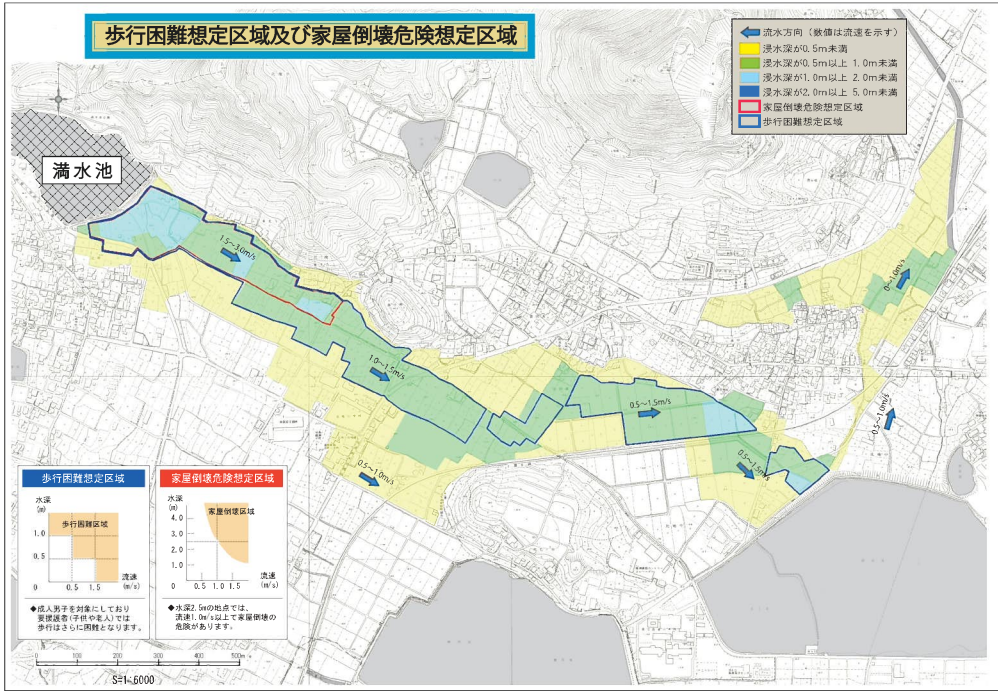 歩行困難想定区域及び家屋倒壊危険想定区域
流水方向（数値は流速を示す）
浸水深が0.5m未満
浸水深が0.5m以上 1.0m未満
浸水深が1.0m以上 2.0m未満
浸水深が2.0m以上 5.0m未満
家屋倒壊危険想定区域
歩行困難想定区域
満水池
1.5〜3.0m/s
1.0〜1.5m/s
0.5〜1.5m/s
0〜1.0m/s
0.5〜1.0m/s
0.5〜1.5m/s
0.5〜1.0m/s
歩行困難想定区域
水深
(m)
歩行困難区域
1.0
0.5
0 0.5 1.5
流速
(m/s)
◆成人男子を対象にしており
要援護者(子供や老人)では
歩行はさらに困難となります。
家屋倒壊危険想定区域
水深
(m)
家屋倒壊区域
4.0
3.0
2.0
1.0
0 0.5 1.0 1.5
流速
(m/s)
◆水深2.5mの地点では、
流速1.0m/s以上で家屋倒壊の
危険があります。
0 100 200 300 400 500m
S=1:6000